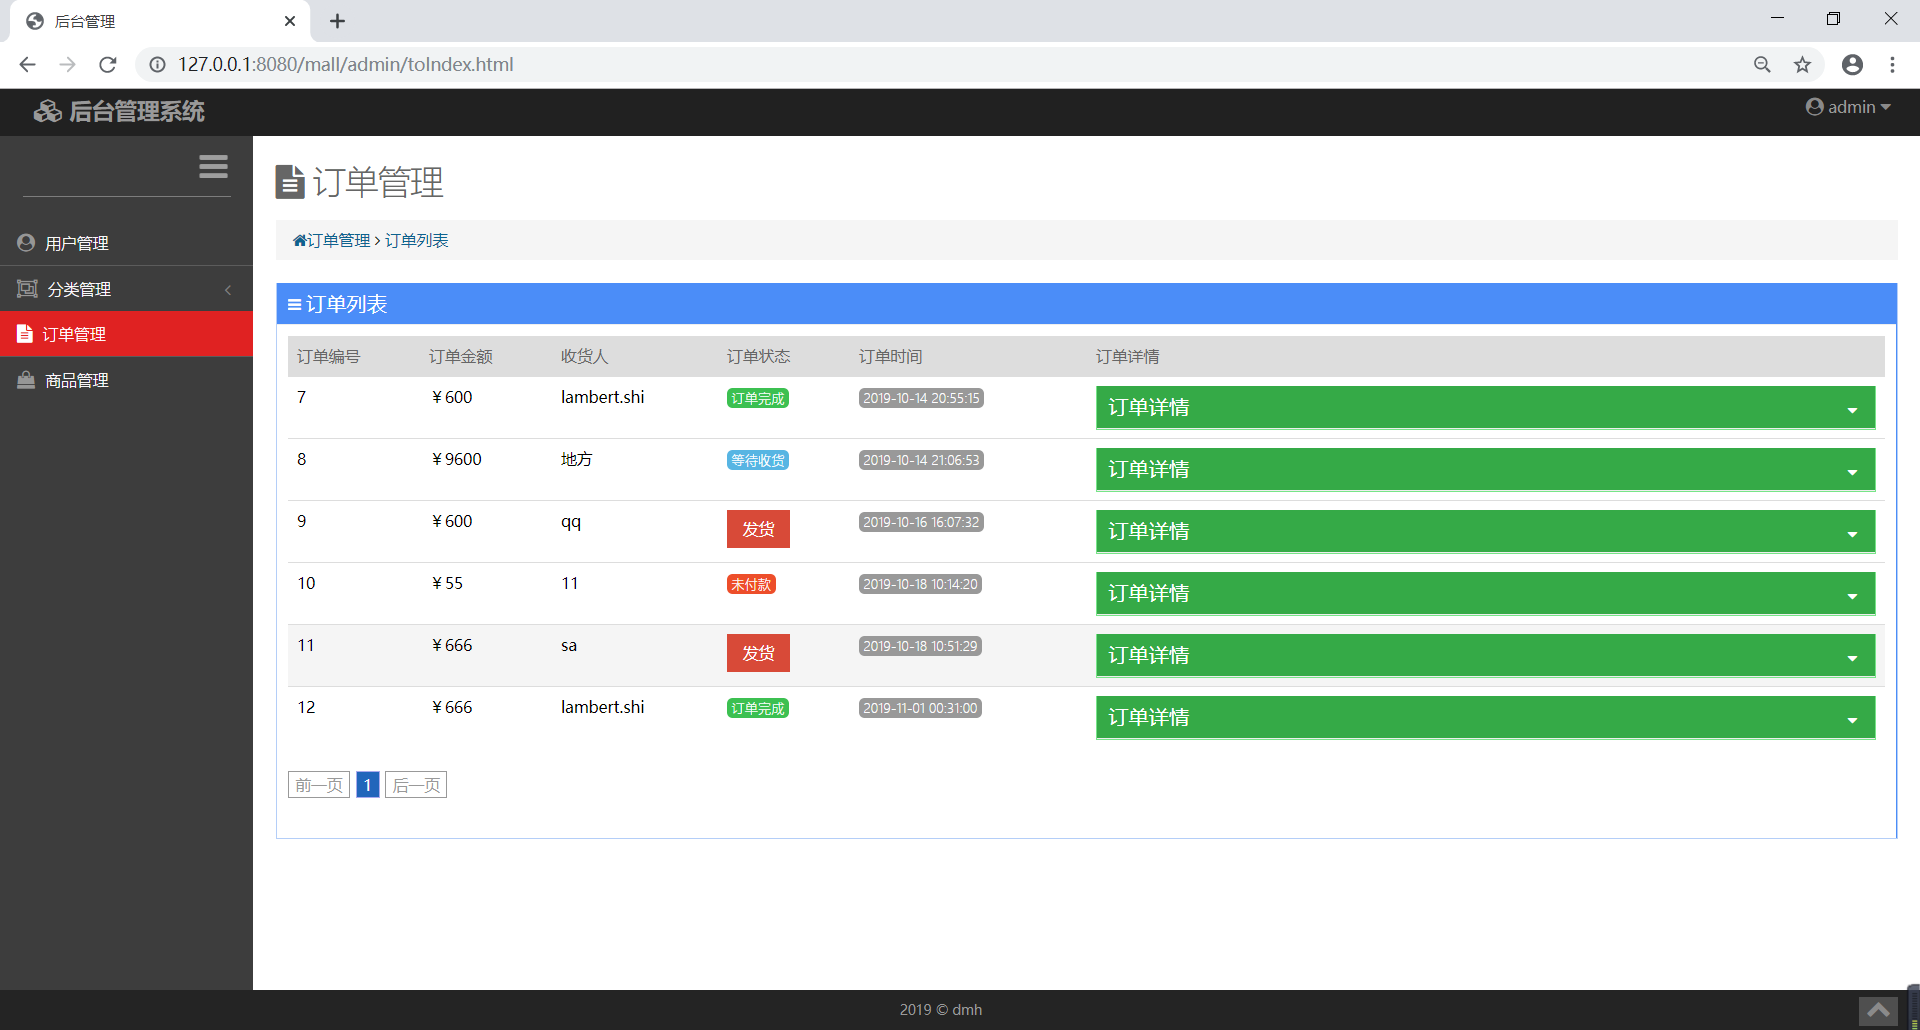 后台管理
127.0.0.1:8080/mall/admin/toIndex.html
后台管理系统
admin
用户管理
分类管理
订单管理
商品管理
订单管理
订单管理 > 订单列表
订单列表
订单编号 订单金额 收货人 订单状态 订单时间 订单详情
7 ￥600 lambert.shi 订单完成 2019-10-14 20:55:15 订单详情
8 ￥9600 地方 等待收货 2019-10-14 21:06:53 订单详情
9 ￥600 qq 发货 2019-10-16 16:07:32 订单详情
10 ￥55 11 未付款 2019-10-18 10:14:20 订单详情
11 ￥666 sa 发货 2019-10-18 10:51:29 订单详情
12 ￥666 lambert.shi 订单完成 2019-11-01 00:31:00 订单详情
前一页 1 后一页
2019 © dmh